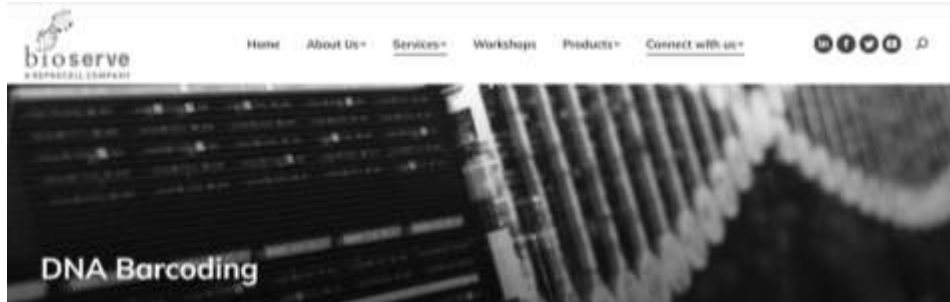 bioserve
A REPROCELL COMPANY
Home About Us Services Workshops Products Connect with us
DNA Barcoding